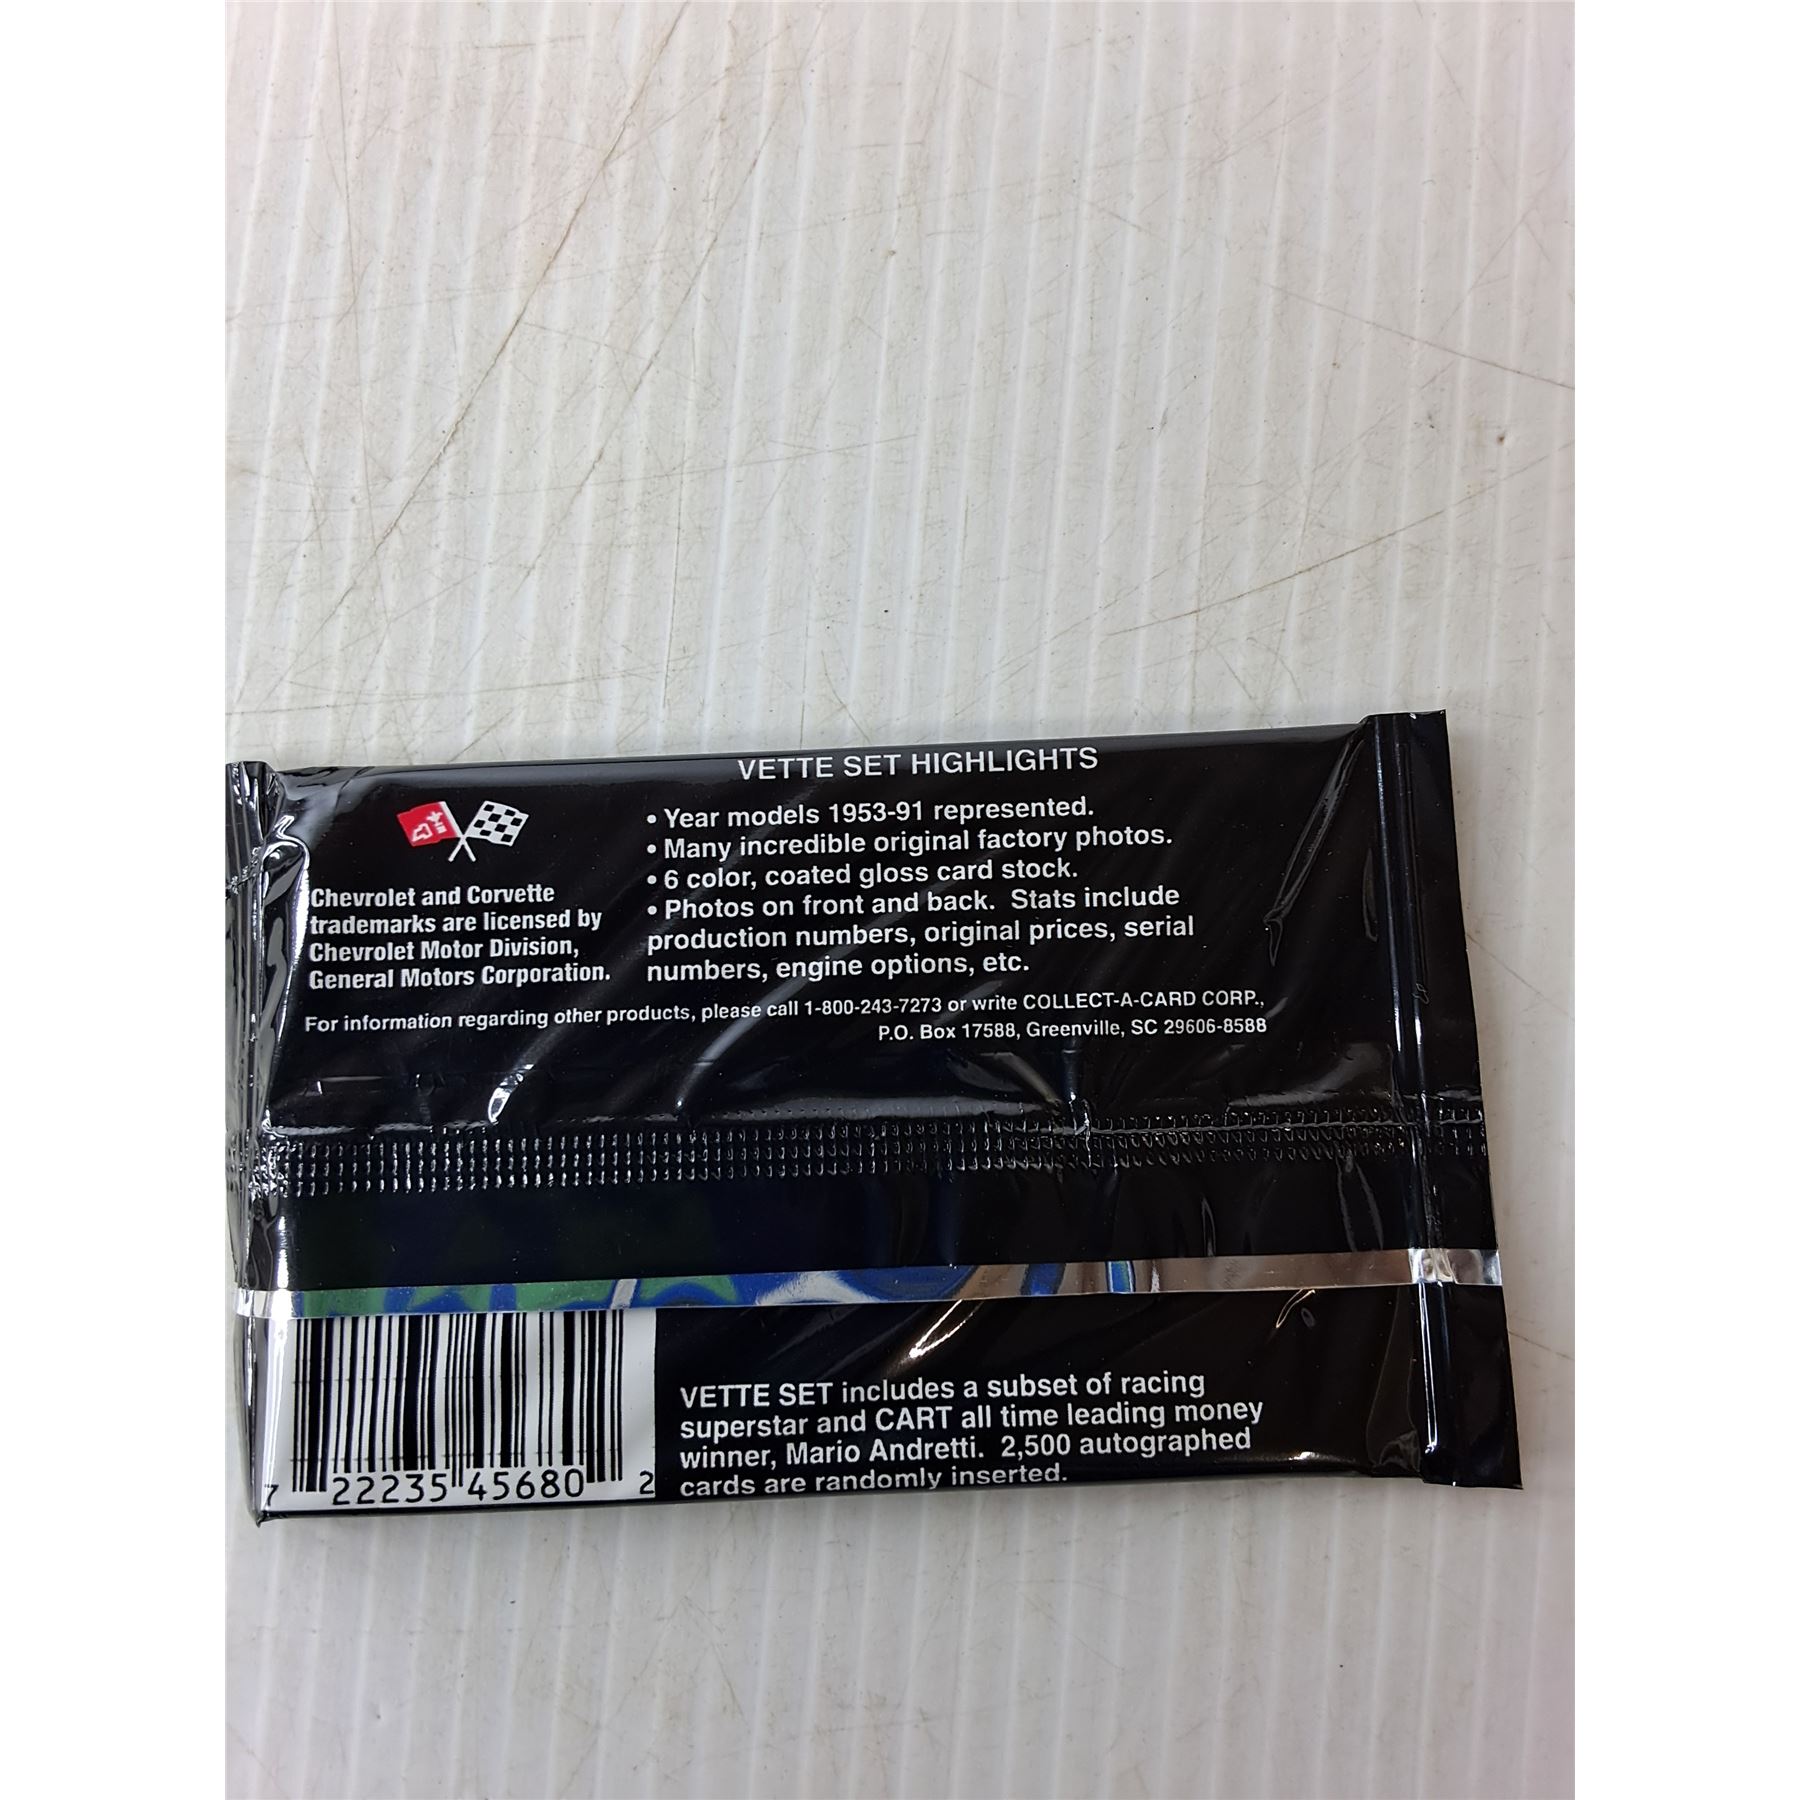 VETTE SET HIGHLIGHTS
• Year models 1953-91 represented.
• Many incredible original factory photos.
• 6 color, coated gloss card stock.
• Photos on front and back. Stats include
production numbers, original prices, serial
numbers, engine options, etc.
Chevrolet and Corvette
trademarks are licensed by
Chevrolet Motor Division,
General Motors Corporation.
For information regarding other products, please call 1-800-243-7273 or write COLLECT-A-CARD CORP.,
P.O. Box 17588, Greenville, SC 29606-8588
7 22235 45680 2
VETTE SET includes a subset of racing
superstar and CART all time leading money
winner, Mario Andretti. 2,500 autographed
cards are randomly inserted.